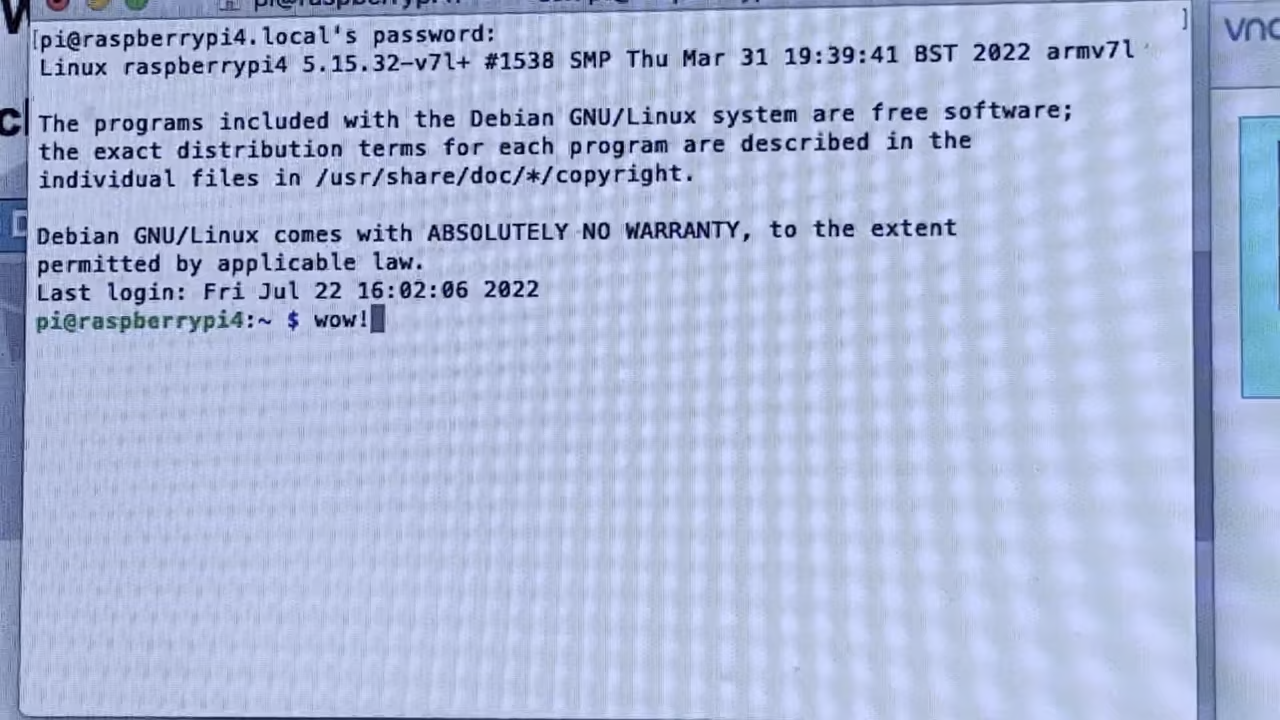 [pi@raspberrypi4.local's password: ]
Linux raspberrypi4 5.15.32-v7l+ #1538 SMP Thu Mar 31 19:39:41 BST 2022 armv7l
The programs included with the Debian GNU/Linux system are free software;
the exact distribution terms for each program are described in the
individual files in /usr/share/doc/*/copyright.
Debian GNU/Linux comes with ABSOLUTELY NO WARRANTY, to the extent
permitted by applicable law.
Last login: Fri Jul 22 16:02:06 2022
pi@raspberrypi4:~ $ wow!